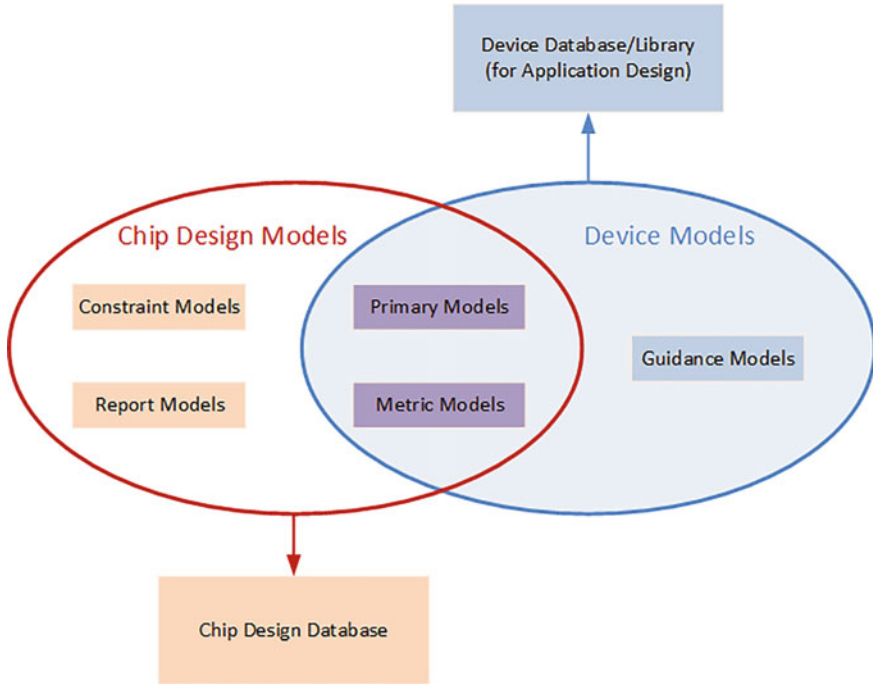 Device Database/Library
(for Application Design)
Chip Design Models
Device Models
Constraint Models
Primary Models
Guidance Models
Report Models
Metric Models
Chip Design Database